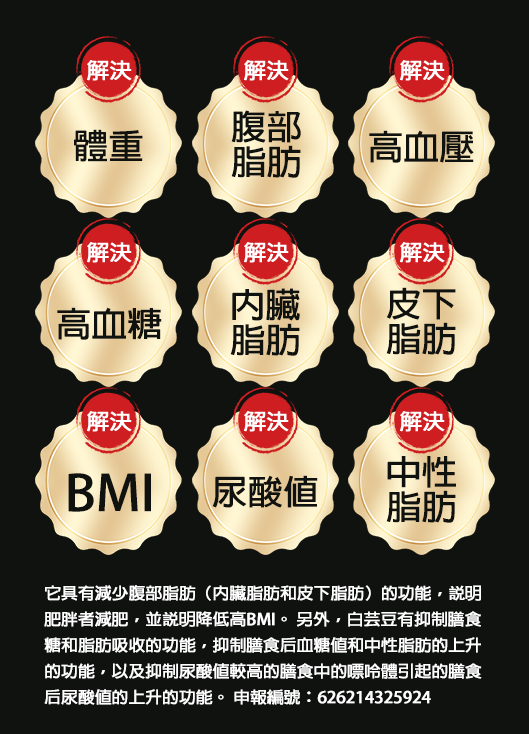 解決
解決
解決
體重
腹部
脂肪
高血壓
解決
解決
解決
高血糖
内臟
脂肪
皮下
脂肪
解決
解決
解決
BMI
尿酸值
中性
脂肪
它具有減少腹部脂肪（内臟脂肪和皮下脂肪）的功能，説明
肥胖者減肥，並説明降低高BMI。 另外，白芸豆有抑制膳食
糖和脂肪吸收的功能，抑制膳食后血糖值和中性脂肪的上升
的功能，以及抑制尿酸值較高的膳食中的嘌呤體引起的膳食
后尿酸值的上升的功能。 申報編號：626214325924